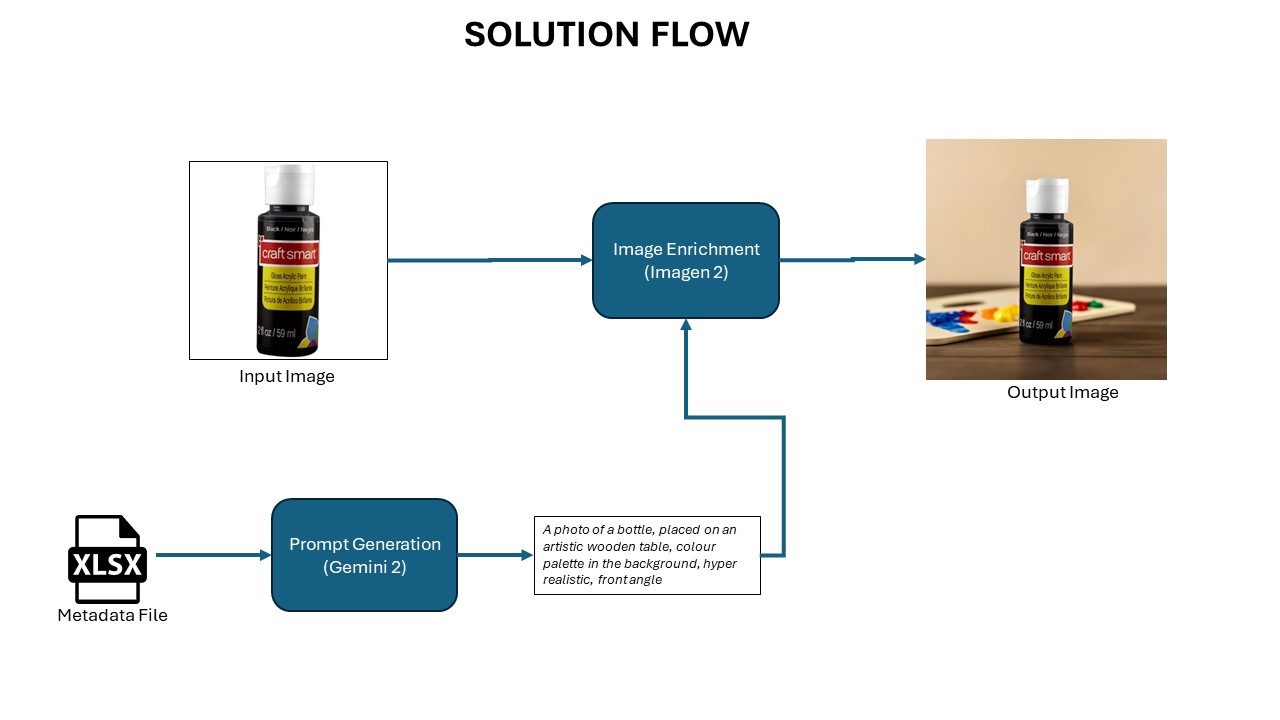 SOLUTION FLOW
Black / Noir / Negro
craft smart
Gloss Acrylic Paint
Peinture Acrylique Brillante
Pintura de Acrílico Brillante
2 fl oz / 59 ml
Input Image
Image Enrichment
(Imagen 2)
Black / Noir / Negro
craft smart
Gloss Acrylic Paint
Peinture Acrylique Brillante
Pintura de Acrílico Brillante
2 fl oz / 59 ml
Output Image
XLSX
Metadata File
Prompt Generation
(Gemini 2)
A photo of a bottle, placed on an
artistic wooden table, colour
palette in the background, hyper
realistic, front angle